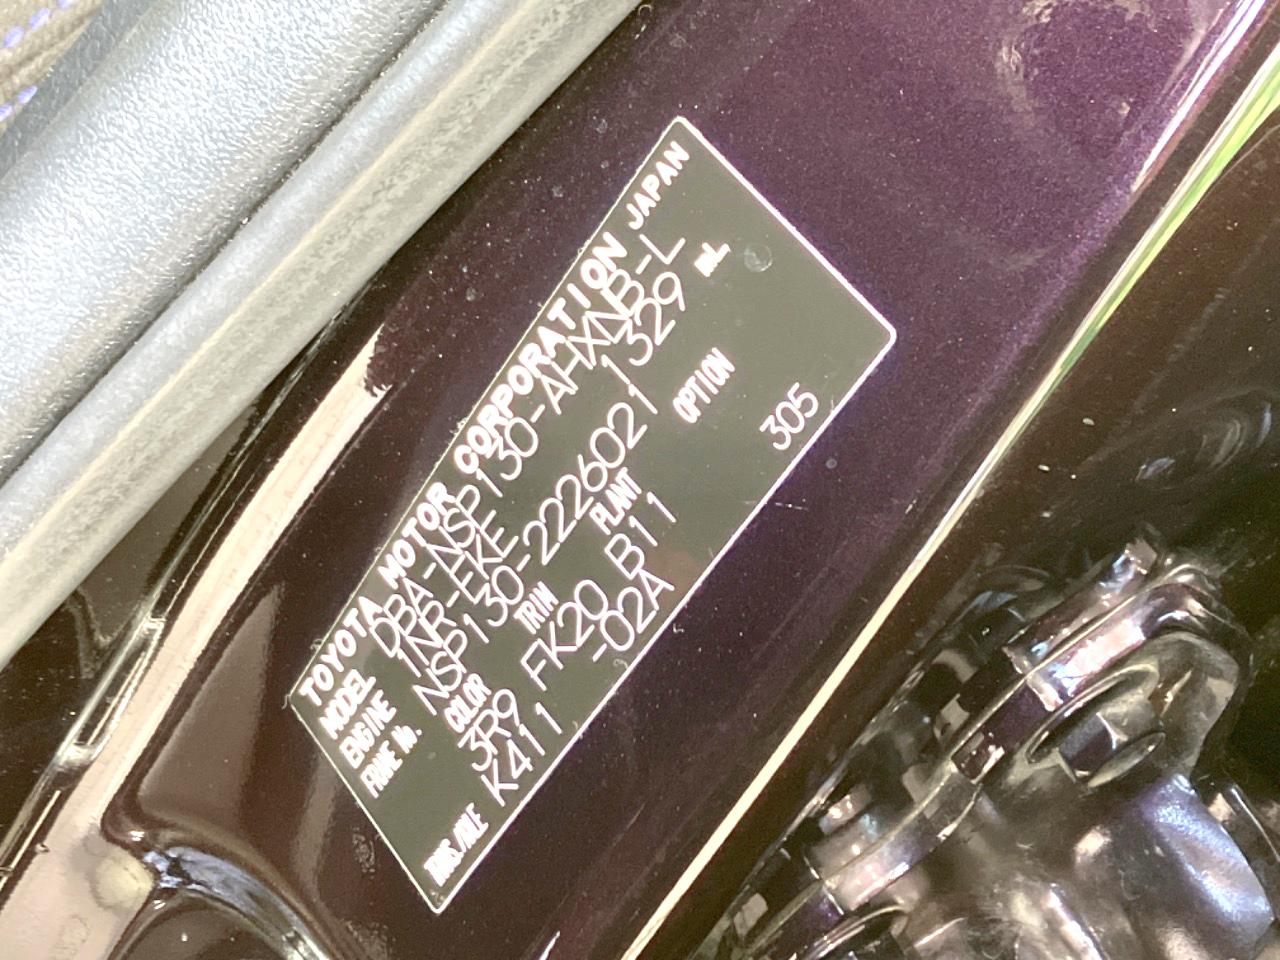 TOYOTA MOTOR CORPORATION JAPAN
MODEL DBA-NSP130-AHXNB-L
ENGINE 1NR-FKE 1329 mL
FRAME No. NSP130-2226021
COLOR TRIM PLANT OPTION
3R9 FK20 B11 305
TRANS./AXLE K411 -02A